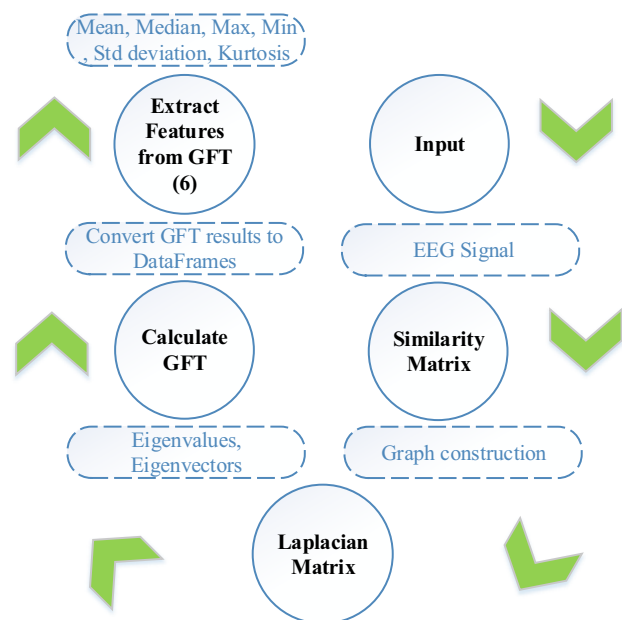 Mean, Median, Max, Min
, Std deviation, Kurtosis
Extract
Features
from GFT
(6)
Input
Convert GFT results to
DataFrames
EEG Signal
Calculate
GFT
Similarity
Matrix
Eigenvalues,
Eigenvectors
Graph construction
Laplacian
Matrix